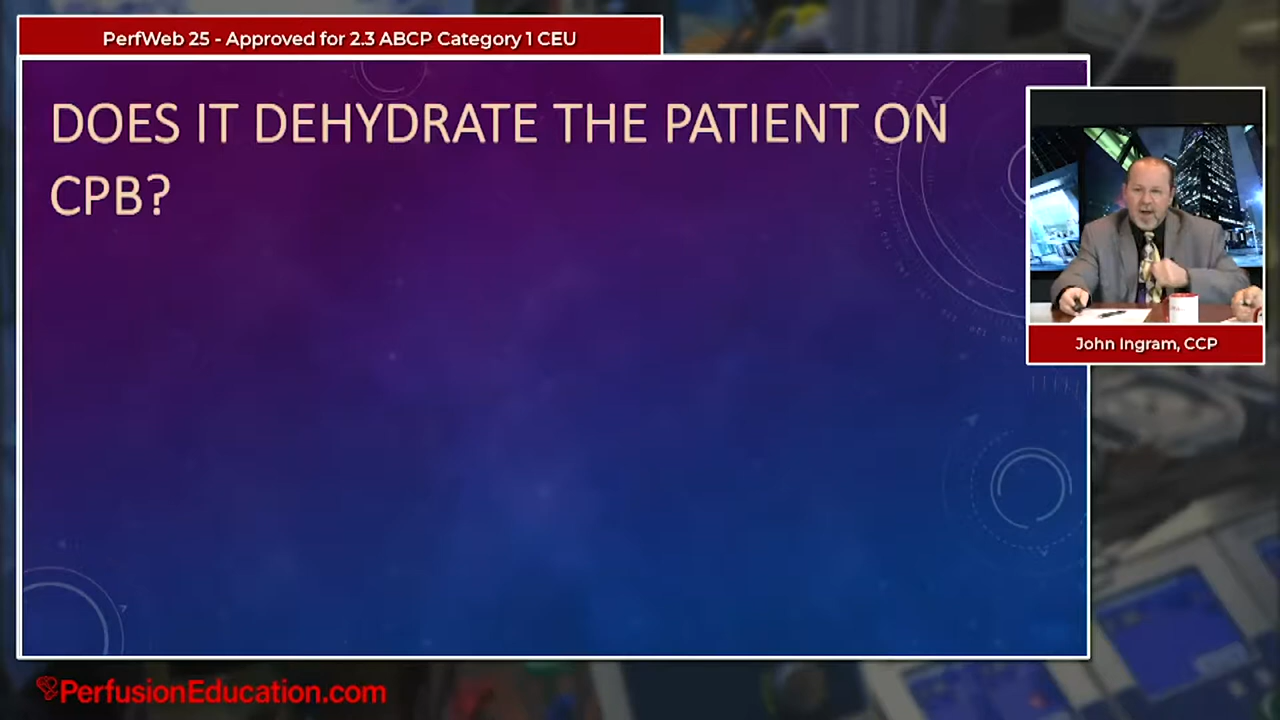 PerfWeb 25 - Approved for 2.3 ABCP Category 1 CEU
DOES IT DEHYDRATE THE PATIENT ON
CPB?
John Ingram, CCP
PerfusionEducation.com